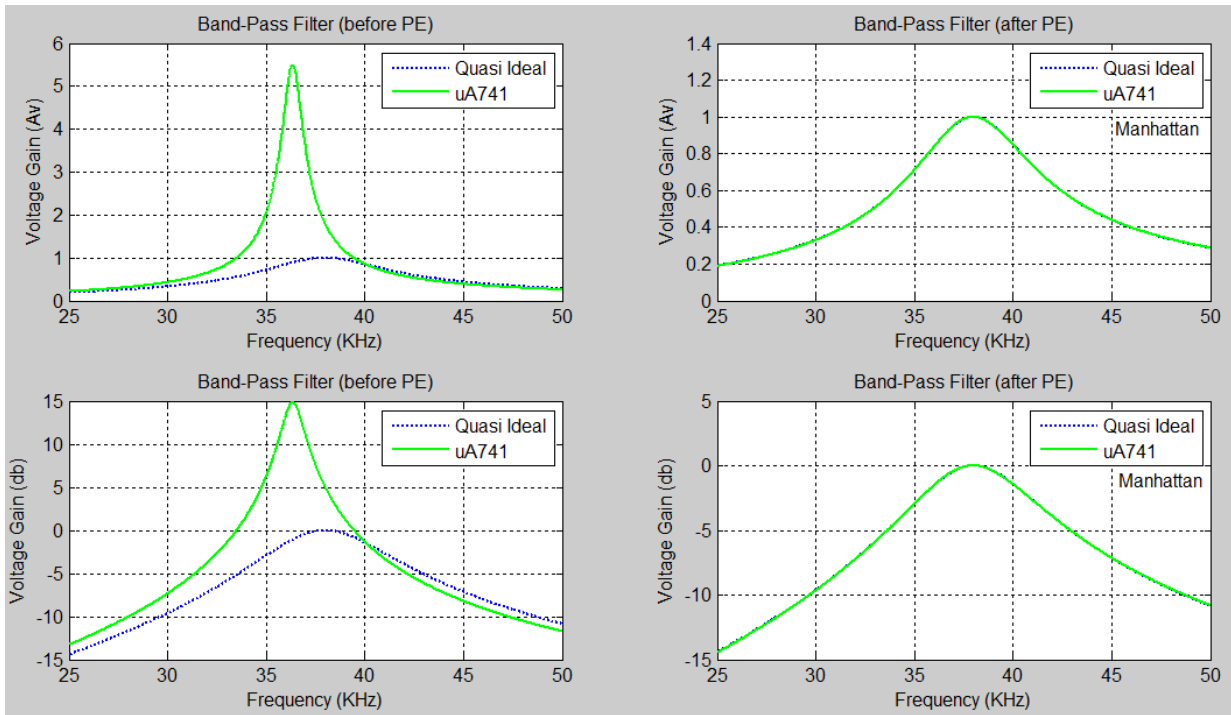 Band-Pass Filter (before PE)
6
5
4
3
2
1
0
Voltage Gain (Av)
Quasi Ideal
uA741
25 30 35 40 45 50
Frequency (KHz)
Band-Pass Filter (after PE)
1.4
1.2
1
0.8
0.6
0.4
0.2
0
Voltage Gain (Av)
Quasi Ideal
uA741
Manhattan
25 30 35 40 45 50
Frequency (KHz)
Band-Pass Filter (before PE)
15
10
5
0
-5
-10
-15
Voltage Gain (db)
Quasi Ideal
uA741
25 30 35 40 45 50
Frequency (KHz)
Band-Pass Filter (after PE)
5
0
-5
-10
-15
Voltage Gain (db)
Quasi Ideal
uA741
Manhattan
25 30 35 40 45 50
Frequency (KHz)